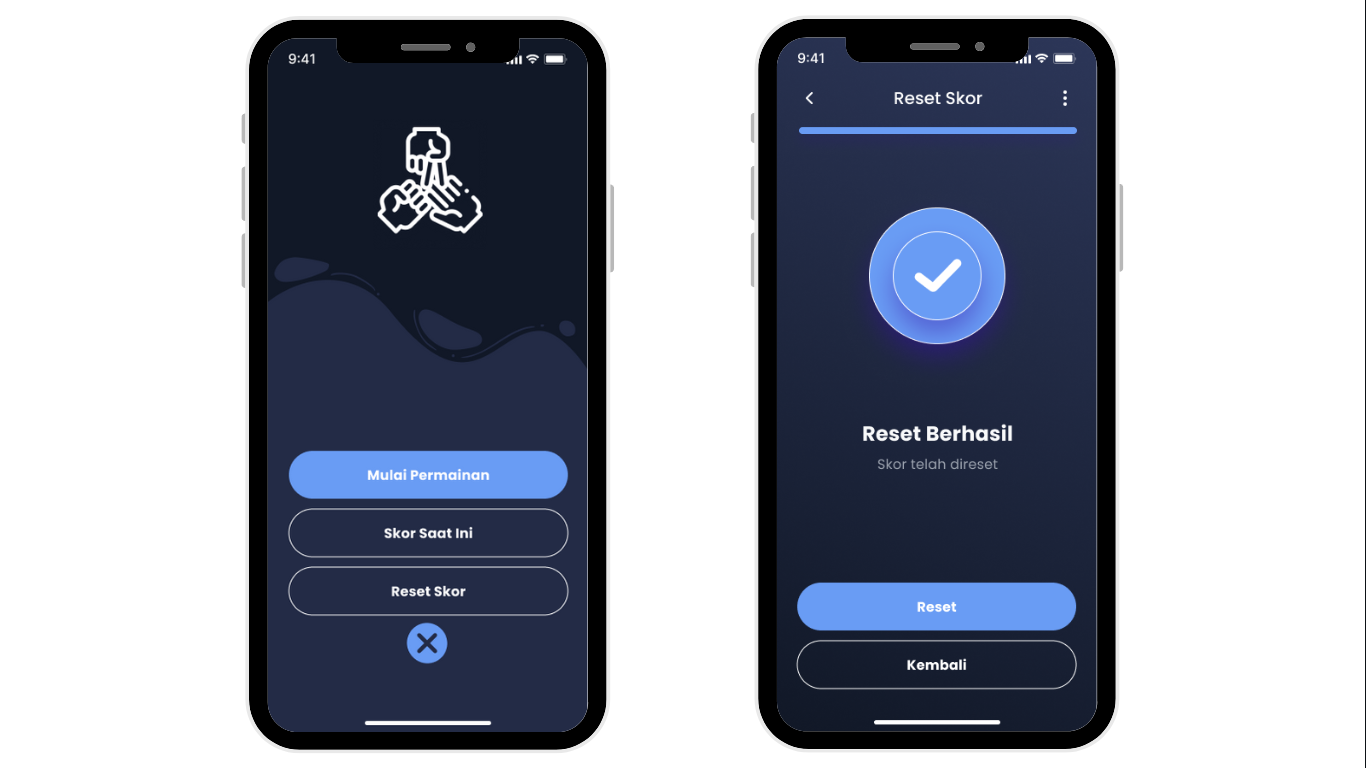 9:41
Mulai Permainan
Skor Saat Ini
Reset Skor
9:41
Reset Skor
Reset Berhasil
Skor telah direset
Reset
Kembali